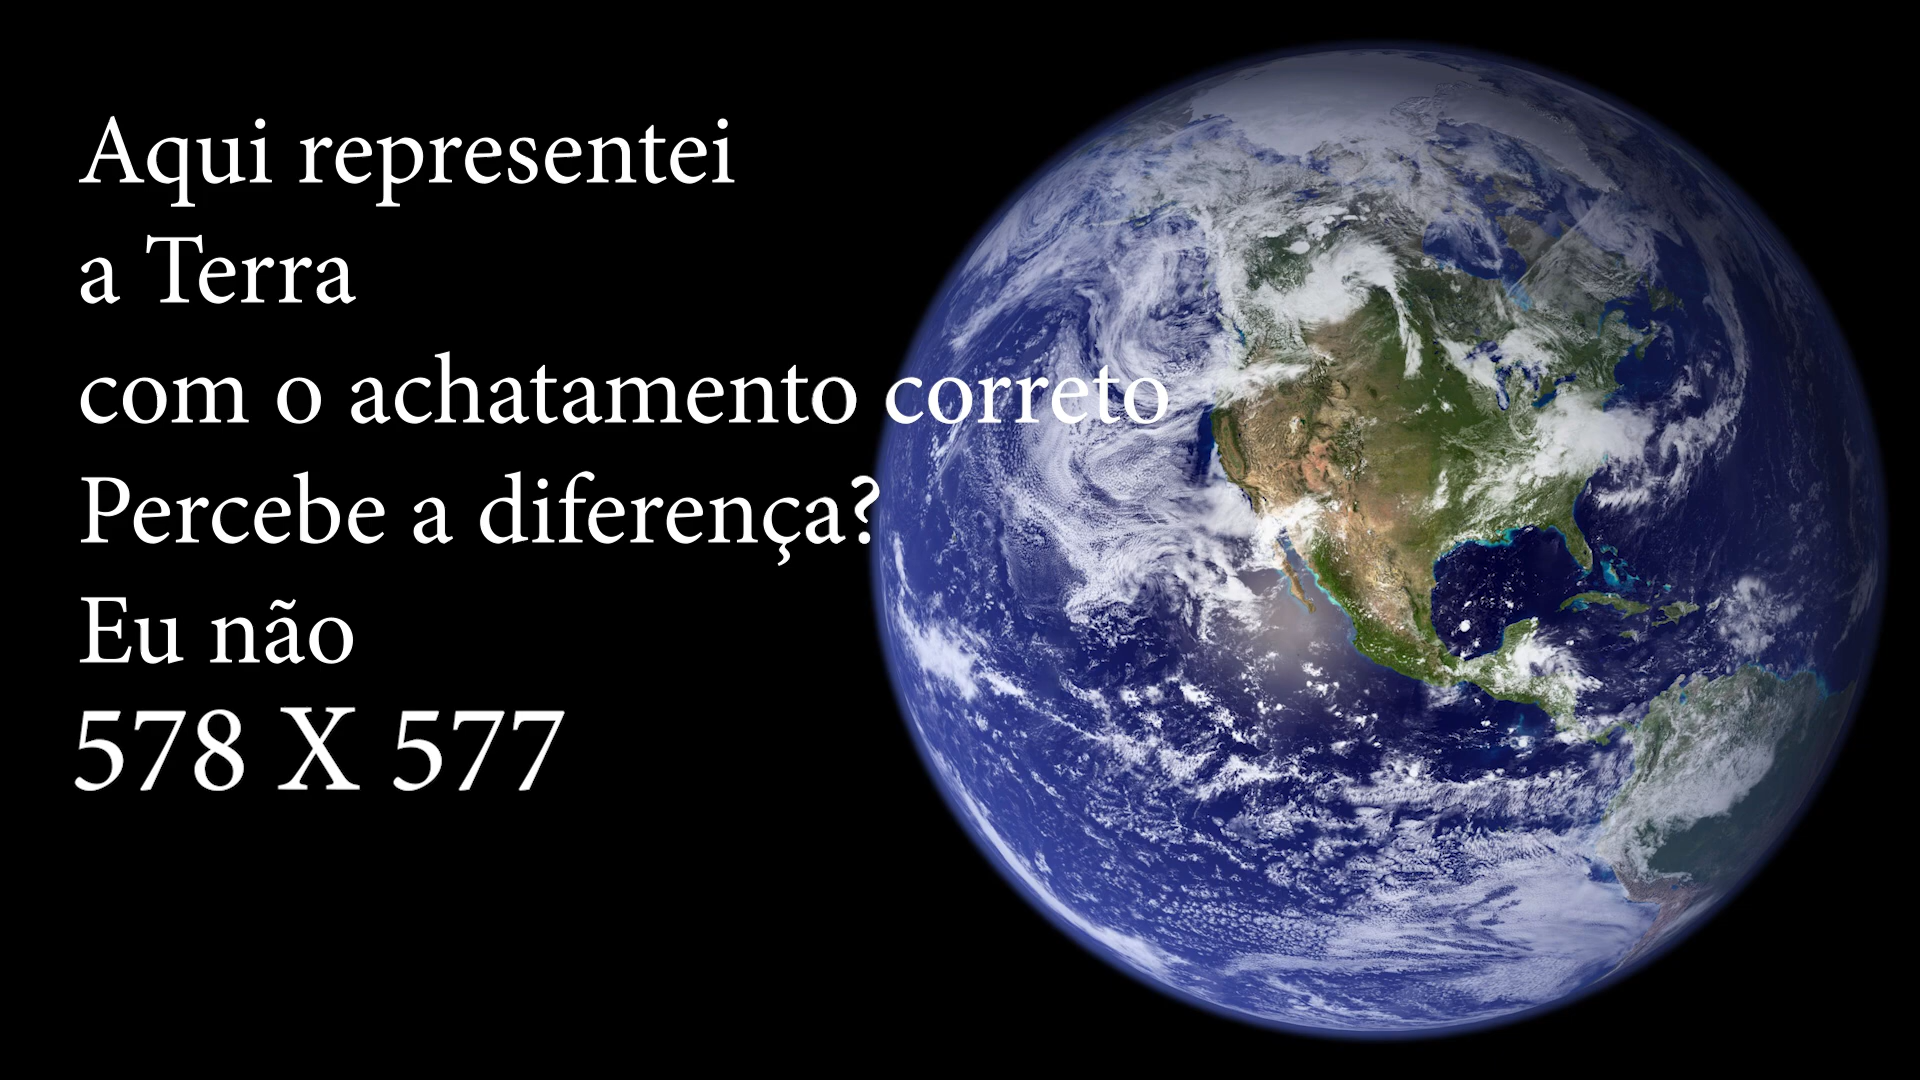 Aqui representei
a Terra
com o achatamento correto
Percebe a diferença?
Eu não
578 X 577